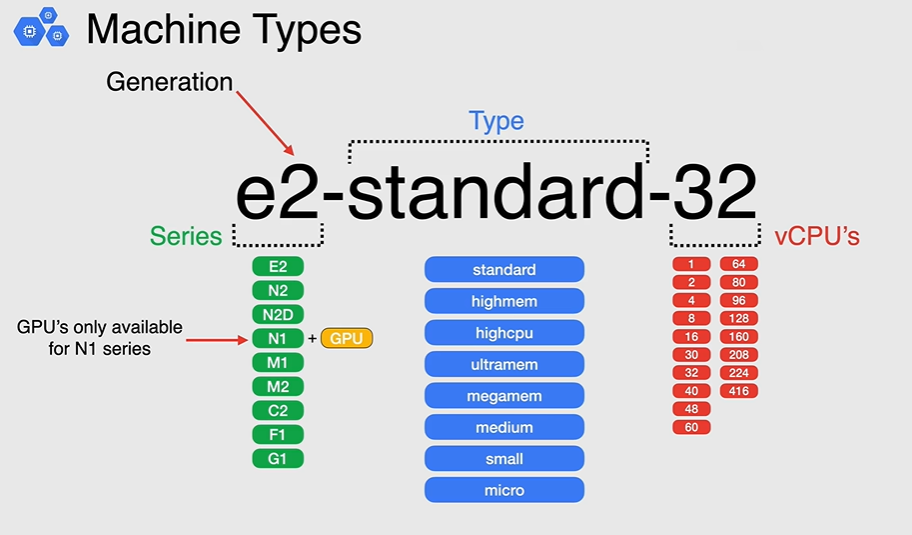 Machine Types
Generation
Type
e2-standard-32
Series
vCPU's
E2
N2
N2D
N1 + GPU
M1
M2
C2
F1
G1
GPU's only available
for N1 series
standard
highmem
highcpu
ultramem
megamem
medium
small
micro
1
2
4
8
16
30
32
40
48
60
64
80
96
128
160
208
224
416